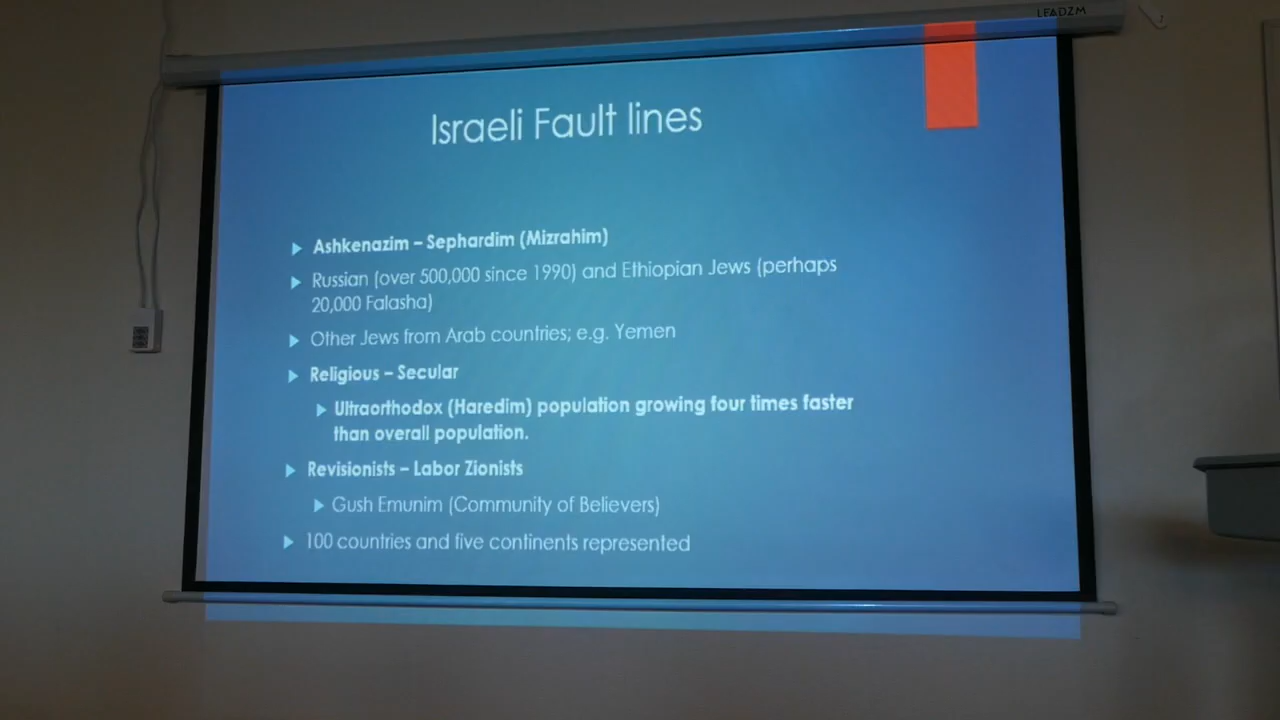 LEADZM
Israeli Fault lines
Ashkenazim – Sephardim (Mizrahim)
Russian (over 500,000 since 1990) and Ethiopian Jews (perhaps
20,000 Falasha)
Other Jews from Arab countries; e.g. Yemen
Religious – Secular
Ultraorthodox (Haredim) population growing four times faster
than overall population.
Revisionists – Labor Zionists
Gush Emunim (Community of Believers)
100 countries and five continents represented